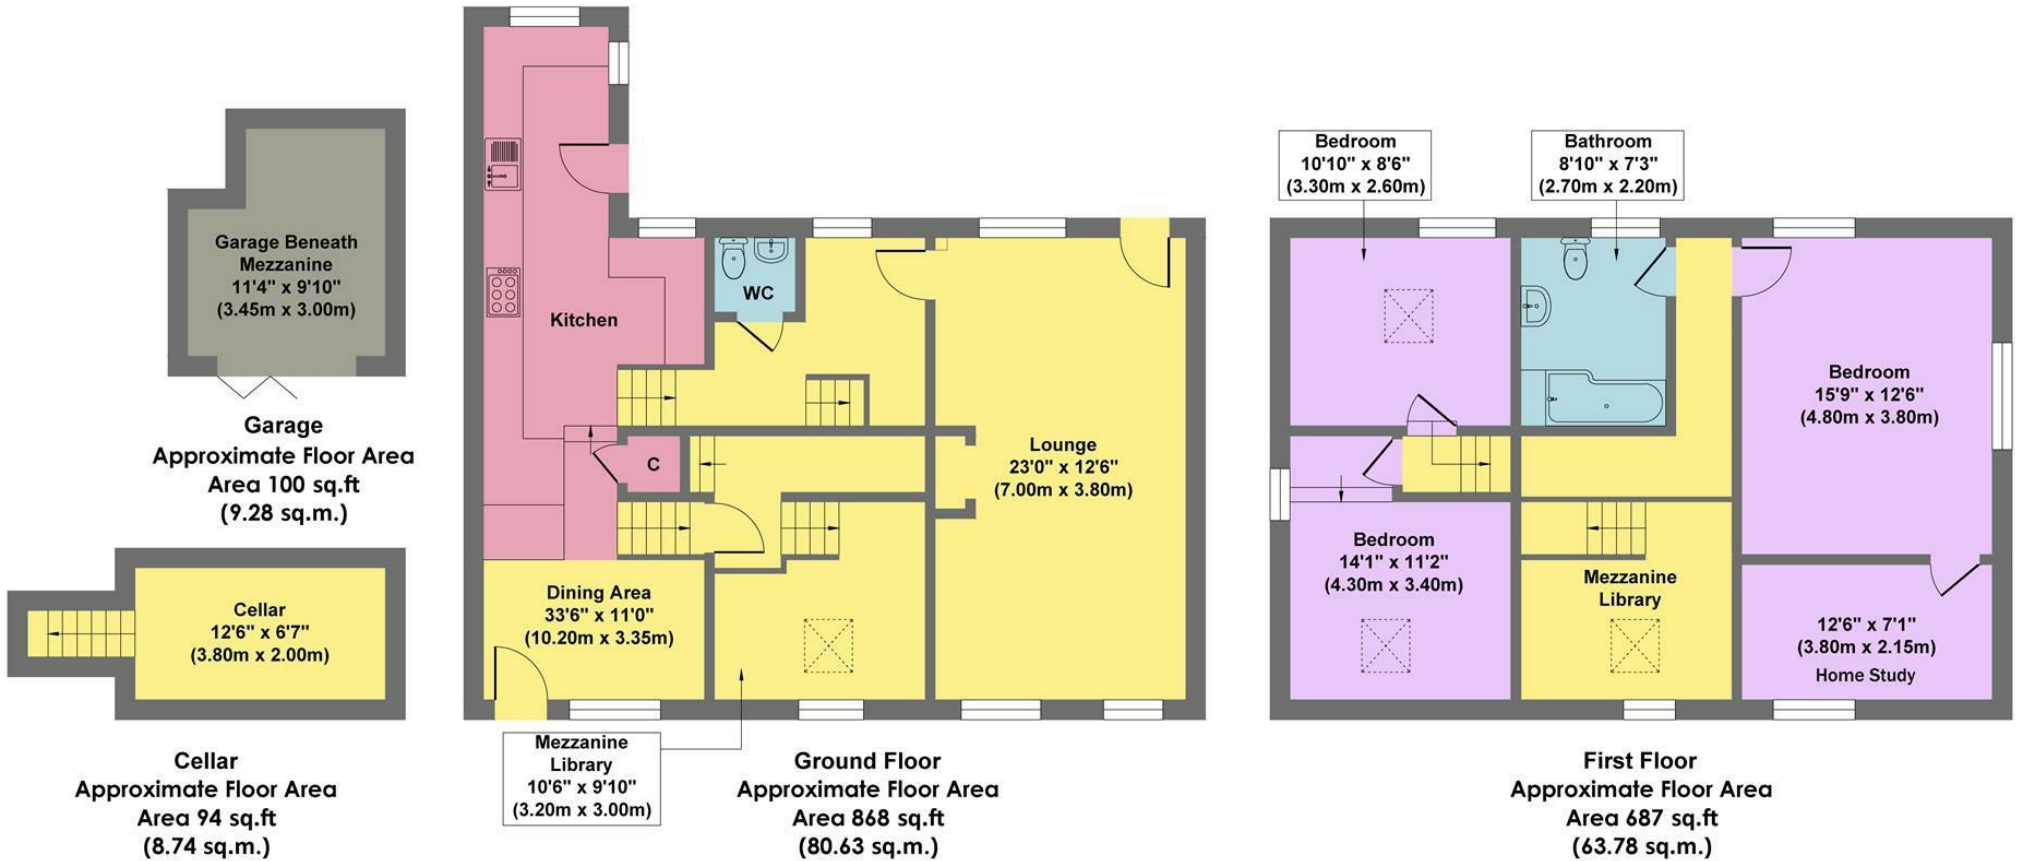 Garage Beneath
Mezzanine
11'4" x 9'10"
(3.45m x 3.00m)
Garage
Approximate Floor Area
Area 100 sq.ft
(9.28 sq.m.)
Cellar
12'6" x 6'7"
(3.80m x 2.00m)
Cellar
Approximate Floor Area
Area 94 sq.ft
(8.74 sq.m.)
Kitchen
WC
C
Lounge
23'0" x 12'6"
(7.00m x 3.80m)
Dining Area
33'6" x 11'0"
(10.20m x 3.35m)
Mezzanine
Library
10'6" x 9'10"
(3.20m x 3.00m)
Ground Floor
Approximate Floor Area
Area 868 sq.ft
(80.63 sq.m.)
Bedroom
10'10" x 8'6"
(3.30m x 2.60m)
Bathroom
8'10" x 7'3"
(2.70m x 2.20m)
Bedroom
15'9" x 12'6"
(4.80m x 3.80m)
Bedroom
14'1" x 11'2"
(4.30m x 3.40m)
Mezzanine
Library
12'6" x 7'1"
(3.80m x 2.15m)
Home Study
First Floor
Approximate Floor Area
Area 687 sq.ft
(63.78 sq.m.)